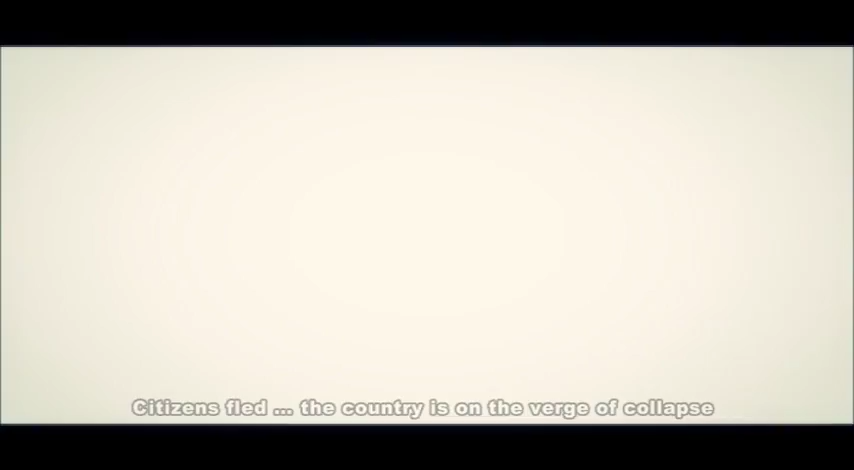 Citizens fled ... the country is on the verge of collapse